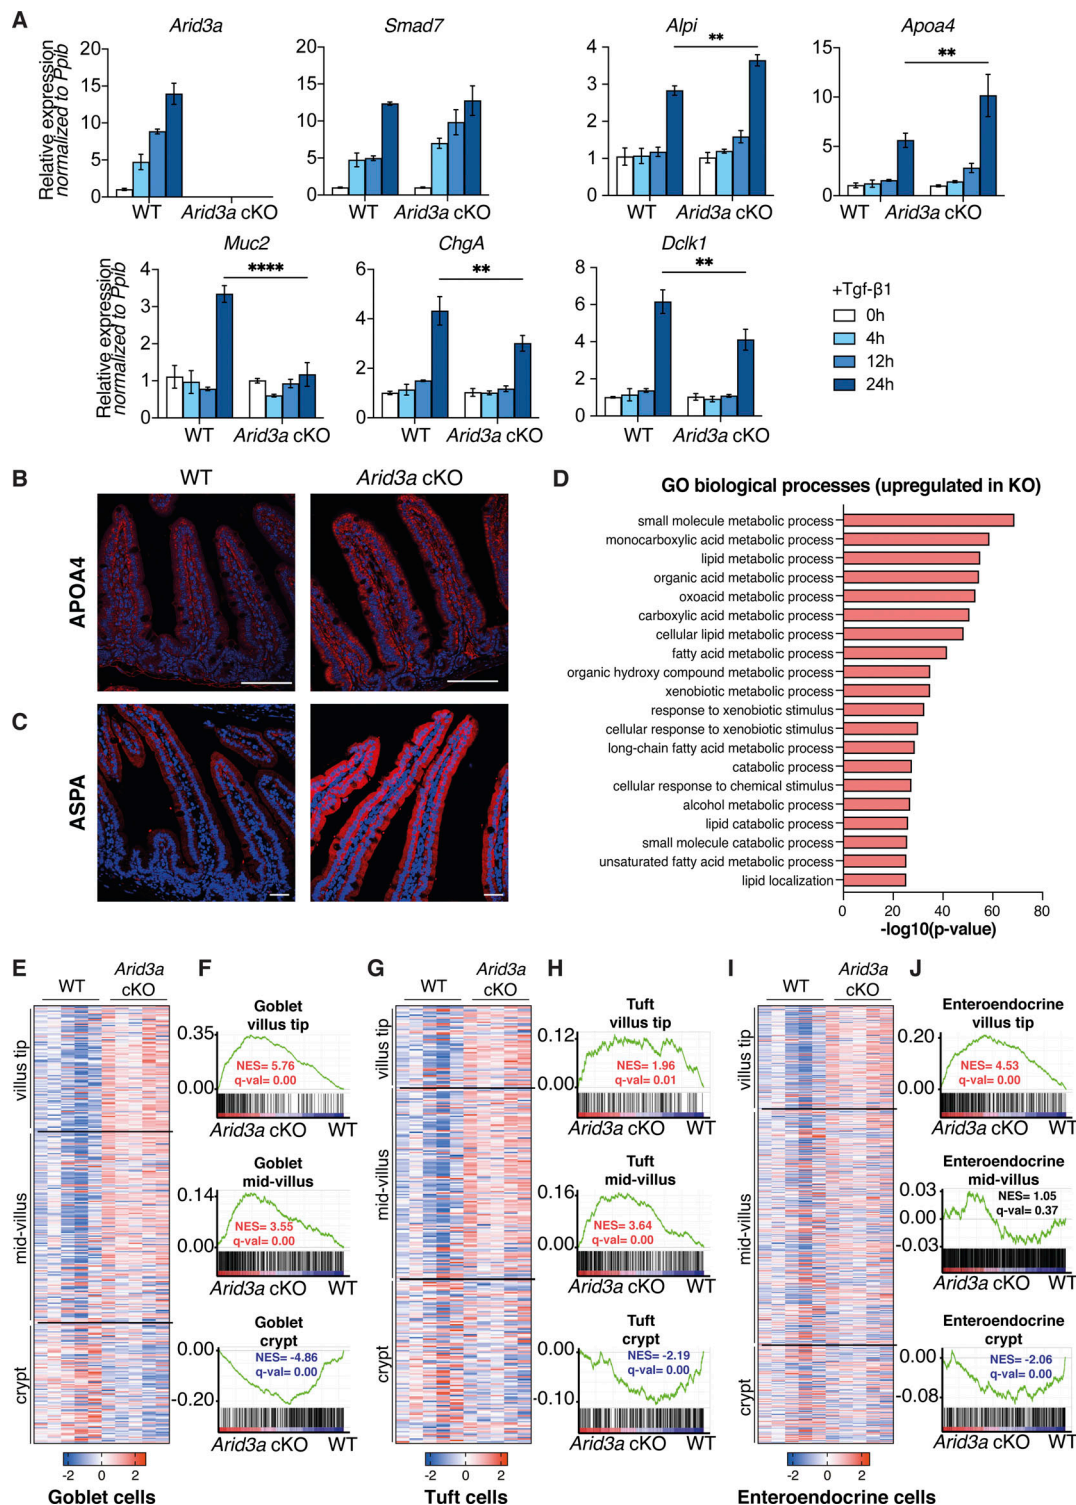 A
Arid3a
Smad7
Alpi
Apoa4
Relative expression
normalized to Ppib
20
15
10
5
0
WT
Arid3a cKO
20
15
10
5
0
WT
Arid3a cKO
4
3
2
1
0
**
WT
Arid3a cKO
15
10
5
0
**
WT
Arid3a cKO
Muc2
ChgA
Dclk1
Relative expression
normalized to Ppib
4
3
2
1
0
****
WT
Arid3a cKO
6
4
2
0
**
WT
Arid3a cKO
8
6
4
2
0
**
WT
Arid3a cKO
+Tgf-β1
0h
4h
12h
24h
B
WT
Arid3a cKO
APOA4
C
ASPA
D
GO biological processes (upregulated in KO)
small molecule metabolic process
monocarboxylic acid metabolic process
lipid metabolic process
organic acid metabolic process
oxoacid metabolic process
carboxylic acid metabolic process
cellular lipid metabolic process
fatty acid metabolic process
organic hydroxy compound metabolic process
xenobiotic metabolic process
response to xenobiotic stimulus
cellular response to xenobiotic stimulus
long-chain fatty acid metabolic process
catabolic process
cellular response to chemical stimulus
alcohol metabolic process
lipid catabolic process
small molecule catabolic process
unsaturated fatty acid metabolic process
lipid localization
0 20 40 60 80
-log10(p-value)
E
WT
Arid3a
cKO
villus tip
mid-villus
crypt
-2 0 2
Goblet cells
F
Goblet
villus tip
0.35
0.00
NES= 5.76
q-val= 0.00
Arid3a cKO WT
Goblet
mid-villus
0.14
0.00
NES= 3.55
q-val= 0.00
Arid3a cKO WT
Goblet
crypt
0.00
-0.20
NES= -4.86
q-val= 0.00
Arid3a cKO WT
G
WT
Arid3a
cKO
villus tip
mid-villus
crypt
-2 0 2
Tuft cells
H
Tuft
villus tip
0.12
0.00
NES= 1.96
q-val= 0.01
Arid3a cKO WT
Tuft
mid-villus
0.16
0.00
NES= 3.64
q-val= 0.00
Arid3a cKO WT
Tuft
crypt
0.00
-0.10
NES= -2.19
q-val= 0.00
Arid3a cKO WT
I
WT
Arid3a
cKO
villus tip
mid-villus
crypt
-2 0 2
Enteroendocrine cells
J
Enteroendocrine
villus tip
0.20
0.00
NES= 4.53
q-val= 0.00
Arid3a cKO WT
Enteroendocrine
mid-villus
0.03
0.00
-0.03
NES= 1.05
q-val= 0.37
Arid3a cKO WT
Enteroendocrine
crypt
0.00
-0.08
NES= -2.06
q-val= 0.00
Arid3a cKO WT